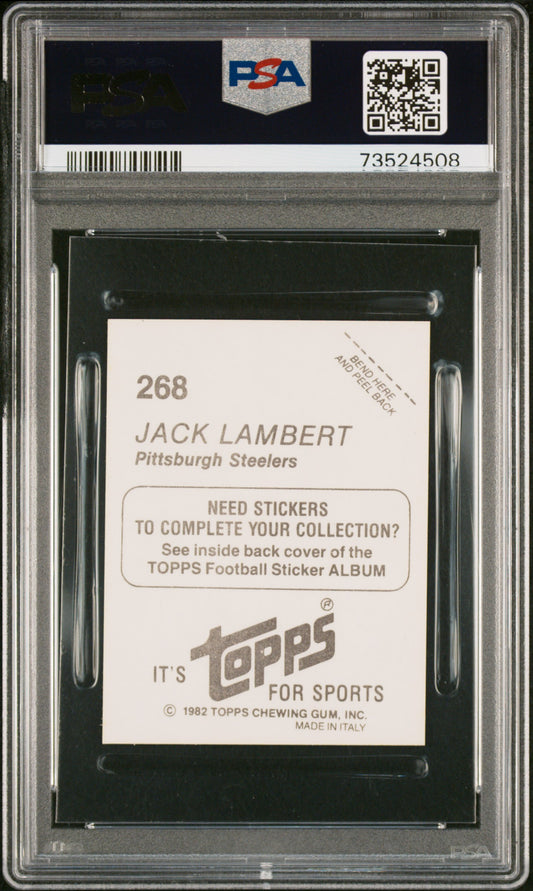 PSA
PSA
73524508
BEND HERE
AND PEEL BACK
268
JACK LAMBERT
Pittsburgh Steelers
NEED STICKERS
TO COMPLETE YOUR COLLECTION?
See inside back cover of the
TOPPS Football Sticker ALBUM
IT'S topps® FOR SPORTS
© 1982 TOPPS CHEWING GUM, INC.
MADE IN ITALY
PSA